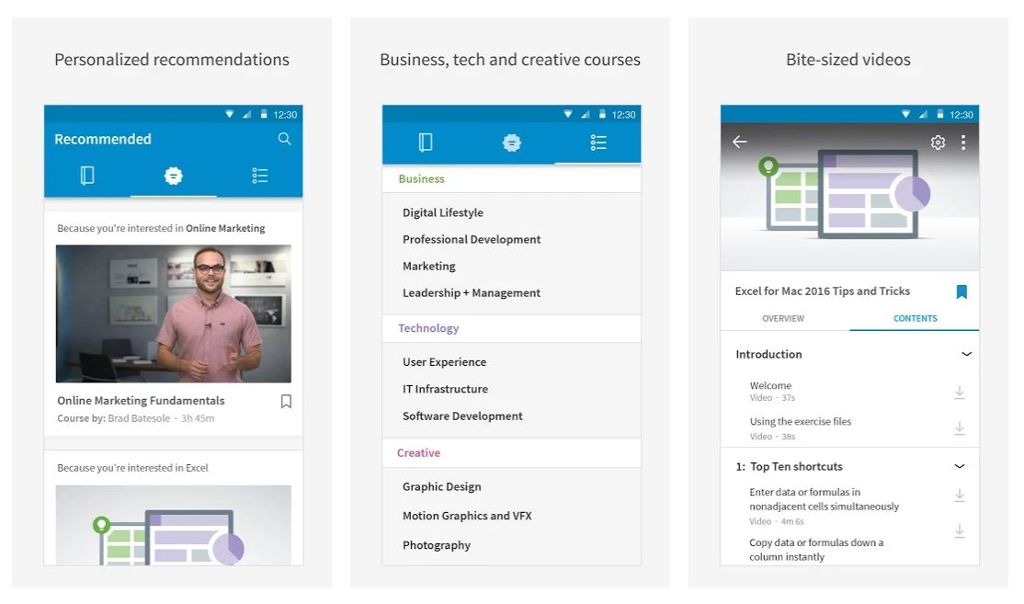 Personalized recommendations
12:30
Recommended
Because you're interested in Online Marketing
Online Marketing Fundamentals
Course by: Brad Batesole · 3h 45m
Because you're interested in Excel
Business, tech and creative courses
12:30
Business
Digital Lifestyle
Professional Development
Marketing
Leadership + Management
Technology
User Experience
IT Infrastructure
Software Development
Creative
Graphic Design
Motion Graphics and VFX
Photography
Bite-sized videos
12:30
Excel for Mac 2016 Tips and Tricks
OVERVIEW CONTENTS
Introduction
Welcome
Video · 37s
Using the exercise files
Video · 38s
1: Top Ten shortcuts
Enter data or formulas in
nonadjacent cells simultaneously
Video · 4m 6s
Copy data or formulas down a
column instantly